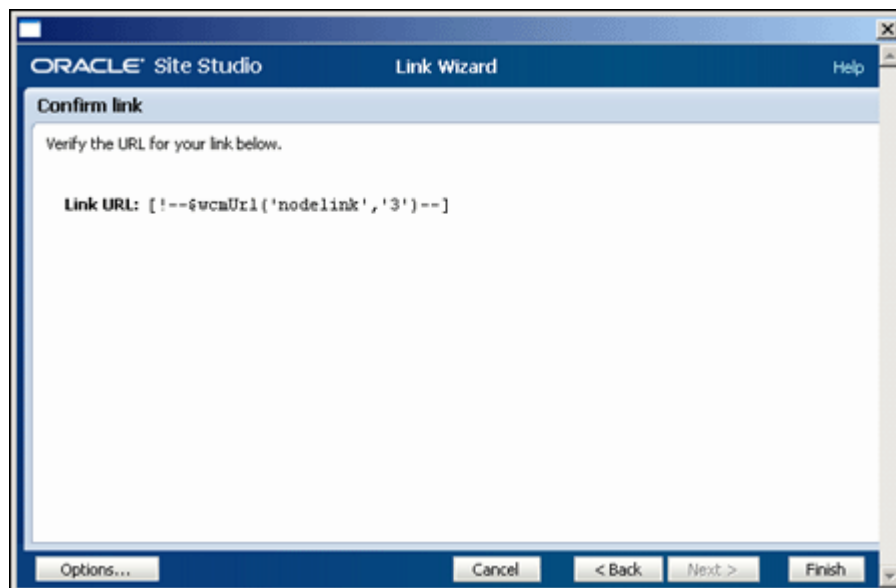 ORACLE® Site Studio Link Wizard Help
Confirm link
Verify the URL for your link below.
Link URL: [!--$wcmUrl('nodelink','3')--]
Options... Cancel < Back Next > Finish